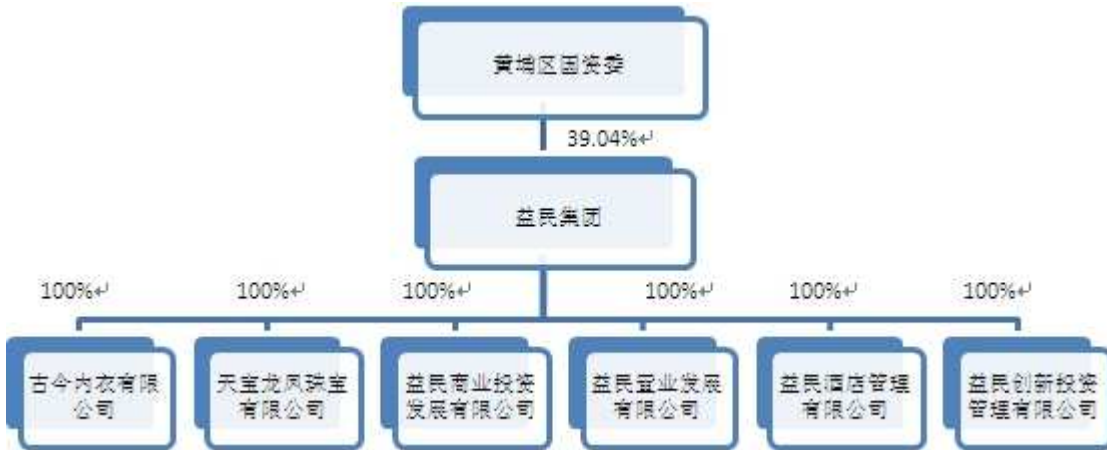 黄埔区国资委
39.04%↵
益民集团
100%↵
100%↵
100%↵
100%↵
100%↵
100%↵
古今内衣有限
公司
天宝龙凤珠宝
有限公司
益民商业投资
发展有限公司
益民置业发展
有限公司
益民酒店管理
有限公司
益民创新投资
管理有限公司